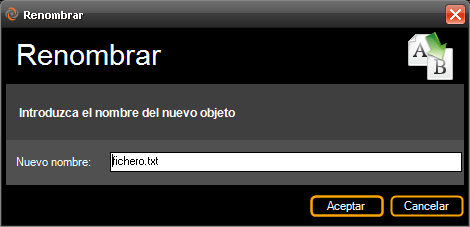 Renombrar
Renombrar
A
B
Introduzca el nombre del nuevo objeto
Nuevo nombre: fichero.txt
Aceptar Cancelar